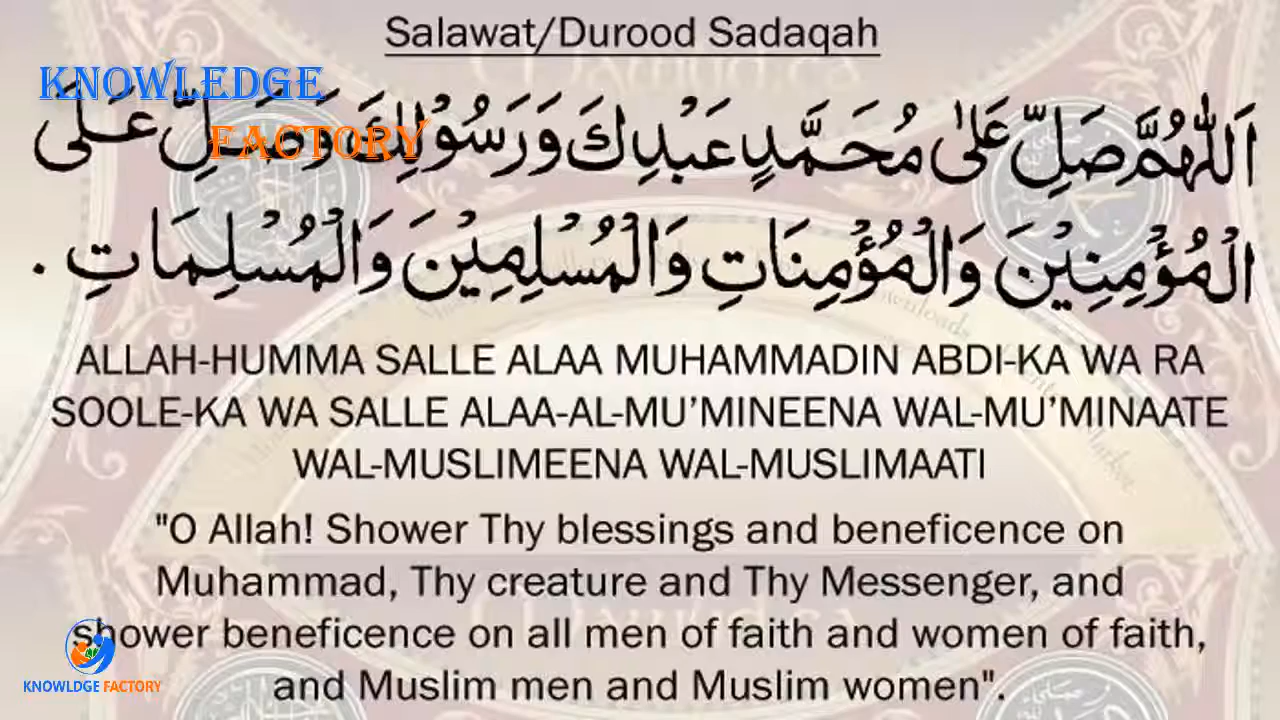 Salawat/Durood Sadaqah
KNOWLEDGE
FACTORY
اَللّٰهُمَّ صَلِّ عَلٰى مُحَمَّدٍ عَبْدِكَ وَرَسُوْلِكَ وَصَلِّ عَلَى
الْمُؤْمِنِيْنَ وَالْمُؤْمِنَاتِ وَالْمُسْلِمِيْنَ وَالْمُسْلِمَاتِ .
ALLAH-HUMMA SALLE ALAA MUHAMMADIN ABDI-KA WA RA
SOOLE-KA WA SALLE ALAA-AL-MU’MINEENA WAL-MU’MINAATE
WAL-MUSLIMEENA WAL-MUSLIMAATI
"O Allah! Shower Thy blessings and beneficence on
Muhammad, Thy creature and Thy Messenger, and
shower beneficence on all men of faith and women of faith,
and Muslim men and Muslim women".
KNOWLDGE FACTORY